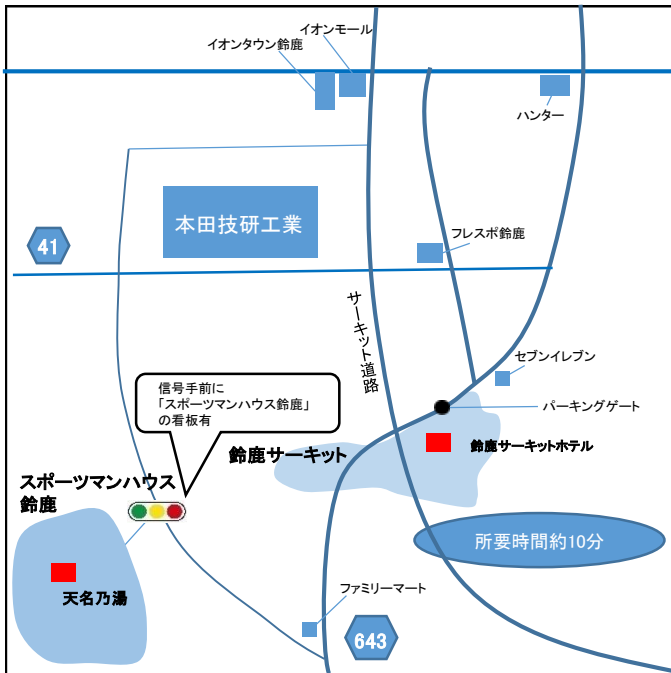 イオンモール
イオンタウン鈴鹿
ハンター
本田技研工業
41
フレスポ鈴鹿
サーキット道路
セブンイレブン
信号手前に
「スポーツマンハウス鈴鹿」
の看板有
パーキングゲート
鈴鹿サーキット
鈴鹿サーキットホテル
スポーツマンハウス
鈴鹿
所要時間約10分
天名乃湯
ファミリーマート
643